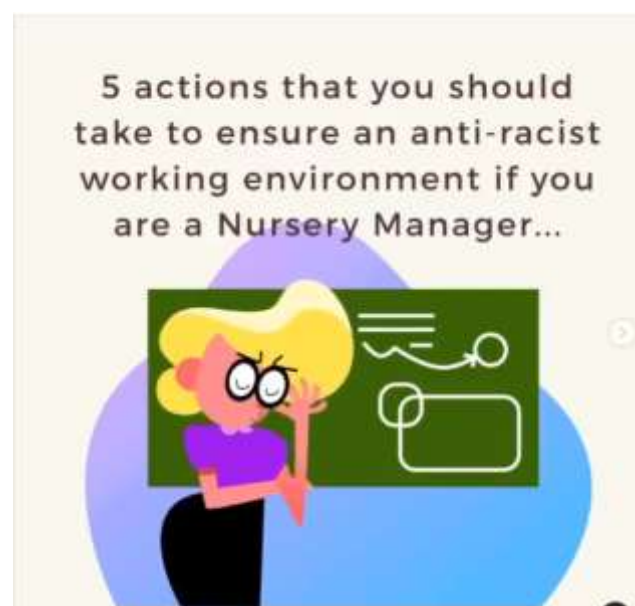 5 actions that you should
take to ensure an anti-racist
working environment if you
are a Nursery Manager...